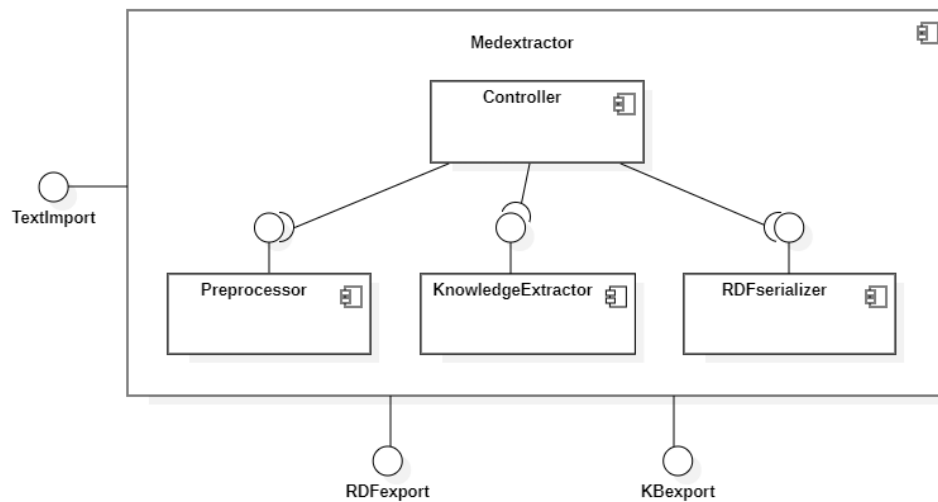 Medextractor
Controller
TextImport
Preprocessor
KnowledgeExtractor
RDFserializer
RDFexport
KBexport